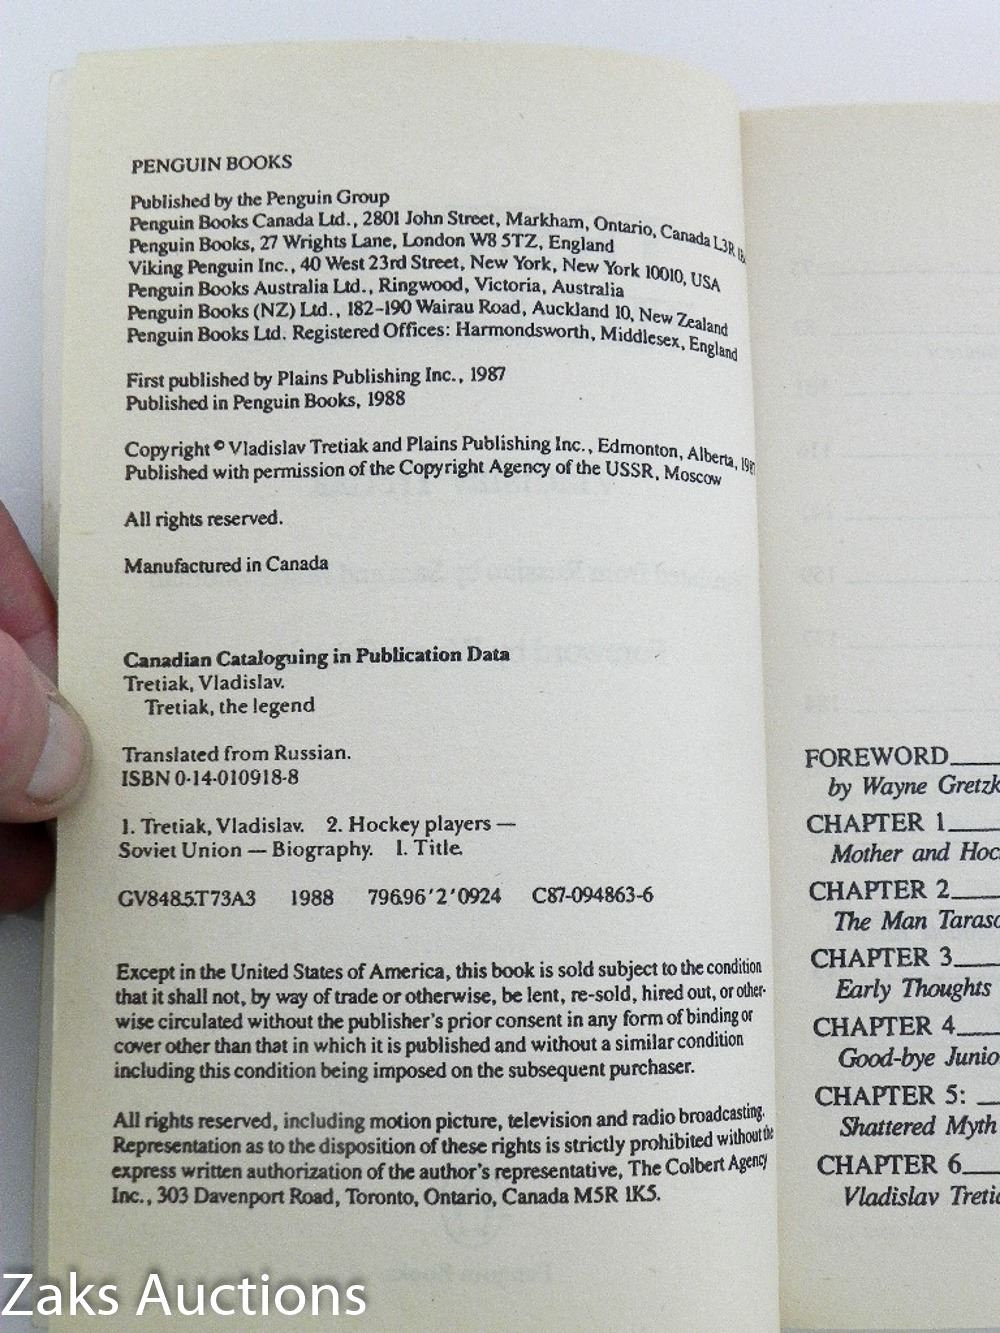 PENGUIN BOOKS
Published by the Penguin Group
Penguin Books Canada Ltd., 2801 John Street, Markham, Ontario, Canada L3R
Penguin Books, 27 Wrights Lane, London W8 5TZ, England
Viking Penguin Inc., 40 West 23rd Street, New York, New York 10010, USA
Penguin Books Australia Ltd., Ringwood, Victoria, Australia
Penguin Books (NZ) Ltd., 182-190 Wairau Road, Auckland 10, New Zealand
Penguin Books Ltd. Registered Offices: Harmondsworth, Middlesex, England
First published by Plains Publishing Inc., 1987
Published in Penguin Books, 1988
Copyright © Vladislav Tretiak and Plains Publishing Inc., Edmonton, Alberta, 1987
Published with permission of the Copyright Agency of the USSR, Moscow
All rights reserved.
Manufactured in Canada
Canadian Cataloguing in Publication Data
Tretiak, Vladislav.
Tretiak, the legend
Translated from Russian.
ISBN 0-14-010918-8
1. Tretiak, Vladislav. 2. Hockey players —
Soviet Union — Biography. I. Title.
GV848.5.T73A3 1988 796.96'2'0924 C87-094863-6
Except in the United States of America, this book is sold subject to the condition
that it shall not, by way of trade or otherwise, be lent, re-sold, hired out, or other-
wise circulated without the publisher's prior consent in any form of binding or
cover other than that in which it is published and without a similar condition
including this condition being imposed on the subsequent purchaser.
All rights reserved, including motion picture, television and radio broadcasting.
Representation as to the disposition of these rights is strictly prohibited without the
express written authorization of the author's representative, The Colbert Agency
Inc., 303 Davenport Road, Toronto, Ontario, Canada M5R 1K5.
FOREWORD
by Wayne Gretzk
CHAPTER 1
Mother and Hoc
CHAPTER 2
The Man Taraso
CHAPTER 3
Early Thoughts
CHAPTER 4
Good-bye Junio
CHAPTER 5:
Shattered Myth
CHAPTER 6
Vladislav Tretia
Zaks Auctions